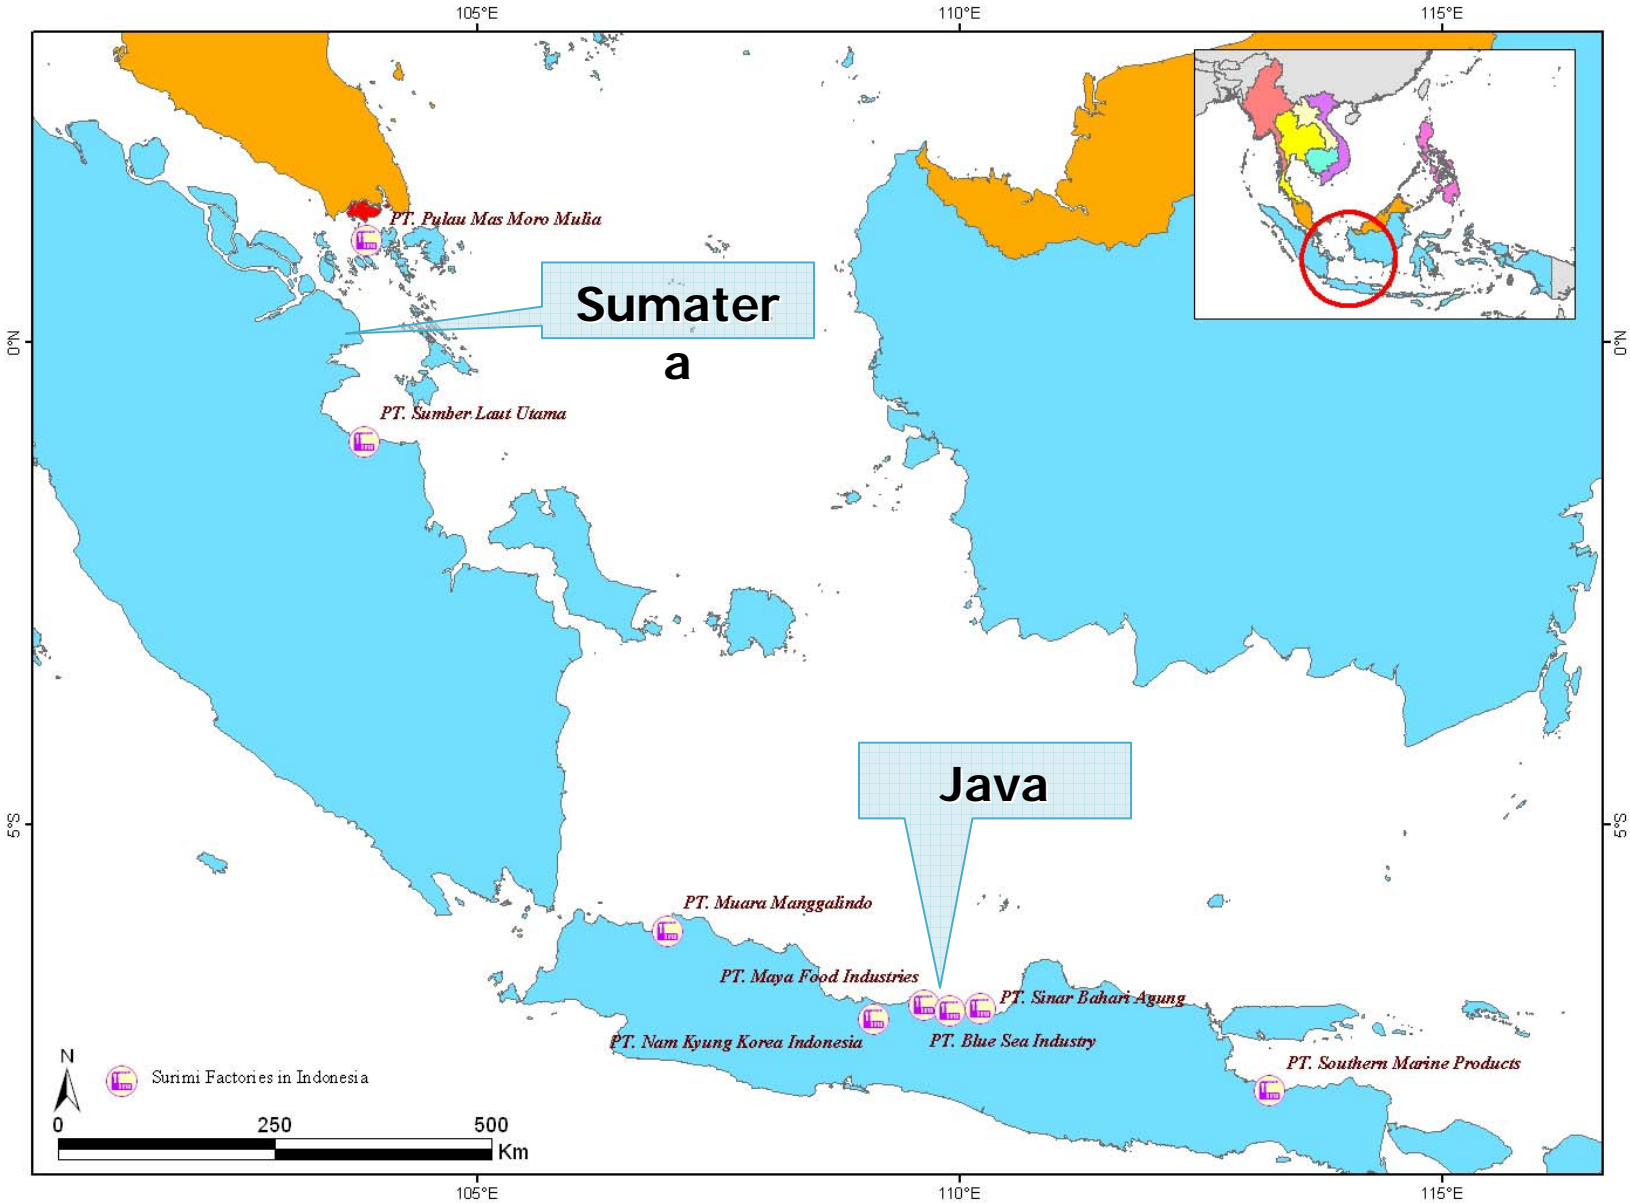 105°E
110°E
115°E
PT. Pulau Mas Moro Mulia
Sumater
a
0°N
0°N
PT. Sumber Laut Utama
Java
5°S
5°S
PT. Muara Manggalindo
PT. Maya Food Industries
PT. Sinar Bahari Agung
PT. Nam Kyung Korea Indonesia
PT. Blue Sea Industry
PT. Southern Marine Products
N
Surimi Factories in Indonesia
0
250
500
Km
105°E
110°E
115°E